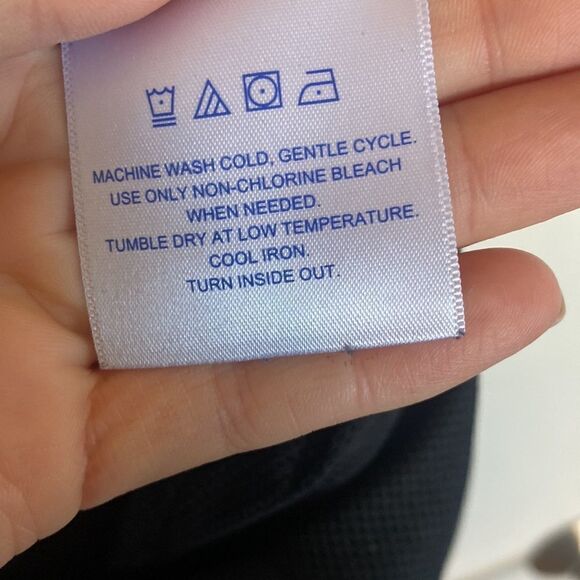 MACHINE WASH COLD, GENTLE CYCLE.
USE ONLY NON-CHLORINE BLEACH
WHEN NEEDED.
TUMBLE DRY AT LOW TEMPERATURE.
COOL IRON.
TURN INSIDE OUT.